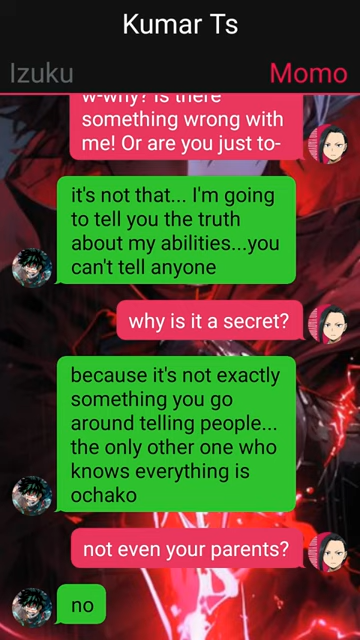 Kumar Ts
Izuku
Momo
w-why? Is there
something wrong with
me! Or are you just to-
it's not that... I'm going
to tell you the truth
about my abilities...you
can't tell anyone
why is it a secret?
because it's not exactly
something you go
around telling people...
the only other one who
knows everything is
ochako
not even your parents?
no